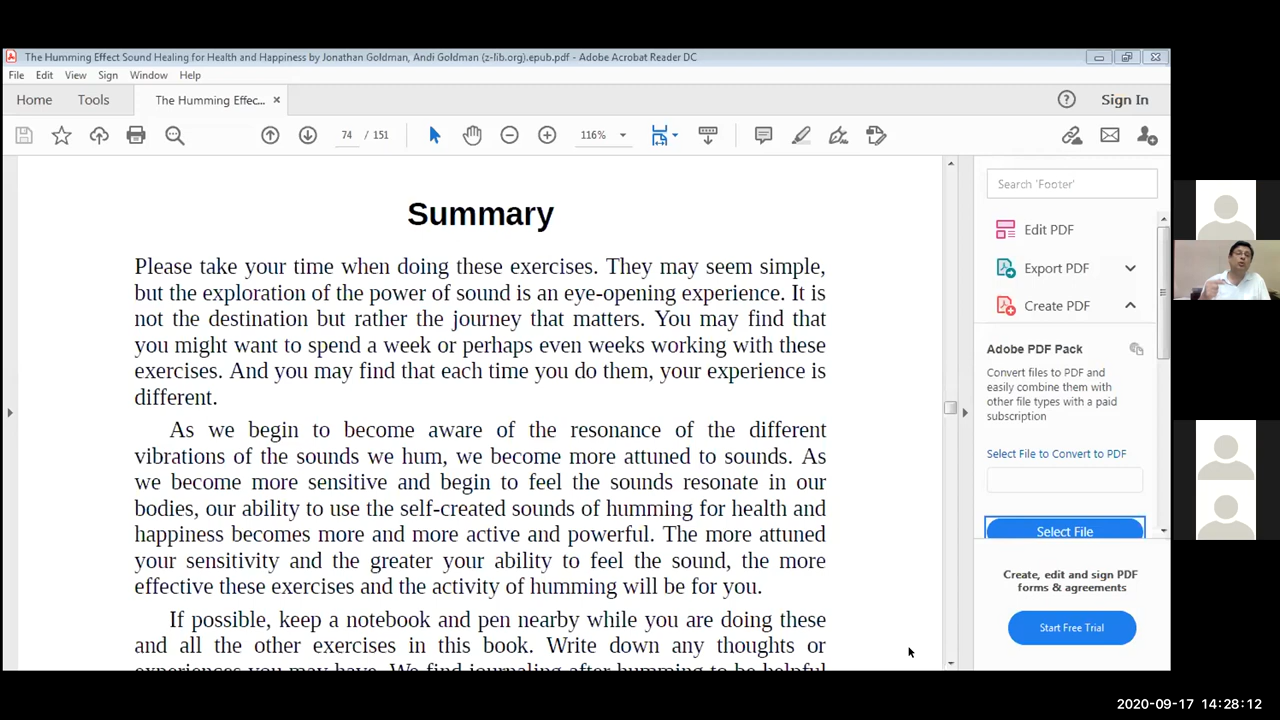 The Humming Effect Sound Healing for Health and Happiness by Jonathan Goldman, Andi Goldman (z-lib.org).epub.pdf - Adobe Acrobat Reader DC
File Edit View Sign Window Help
Home Tools The Humming Effec... × Sign In
74 / 151 116%
Summary
Please take your time when doing these exercises. They may seem simple,
but the exploration of the power of sound is an eye-opening experience. It is
not the destination but rather the journey that matters. You may find that
you might want to spend a week or perhaps even weeks working with these
exercises. And you may find that each time you do them, your experience is
different.
As we begin to become aware of the resonance of the different
vibrations of the sounds we hum, we become more attuned to sounds. As
we become more sensitive and begin to feel the sounds resonate in our
bodies, our ability to use the self-created sounds of humming for health and
happiness becomes more and more active and powerful. The more attuned
your sensitivity and the greater your ability to feel the sound, the more
effective these exercises and the activity of humming will be for you.
If possible, keep a notebook and pen nearby while you are doing these
and all the other exercises in this book. Write down any thoughts or
experiences you may have. We find journaling after humming to be helpful
Search 'Footer'
Edit PDF
Export PDF
Create PDF
Adobe PDF Pack
Convert files to PDF and
easily combine them with
other file types with a paid
subscription
Select File to Convert to PDF
Select File
Create, edit and sign PDF
forms & agreements
Start Free Trial
2020-09-17 14:28:12